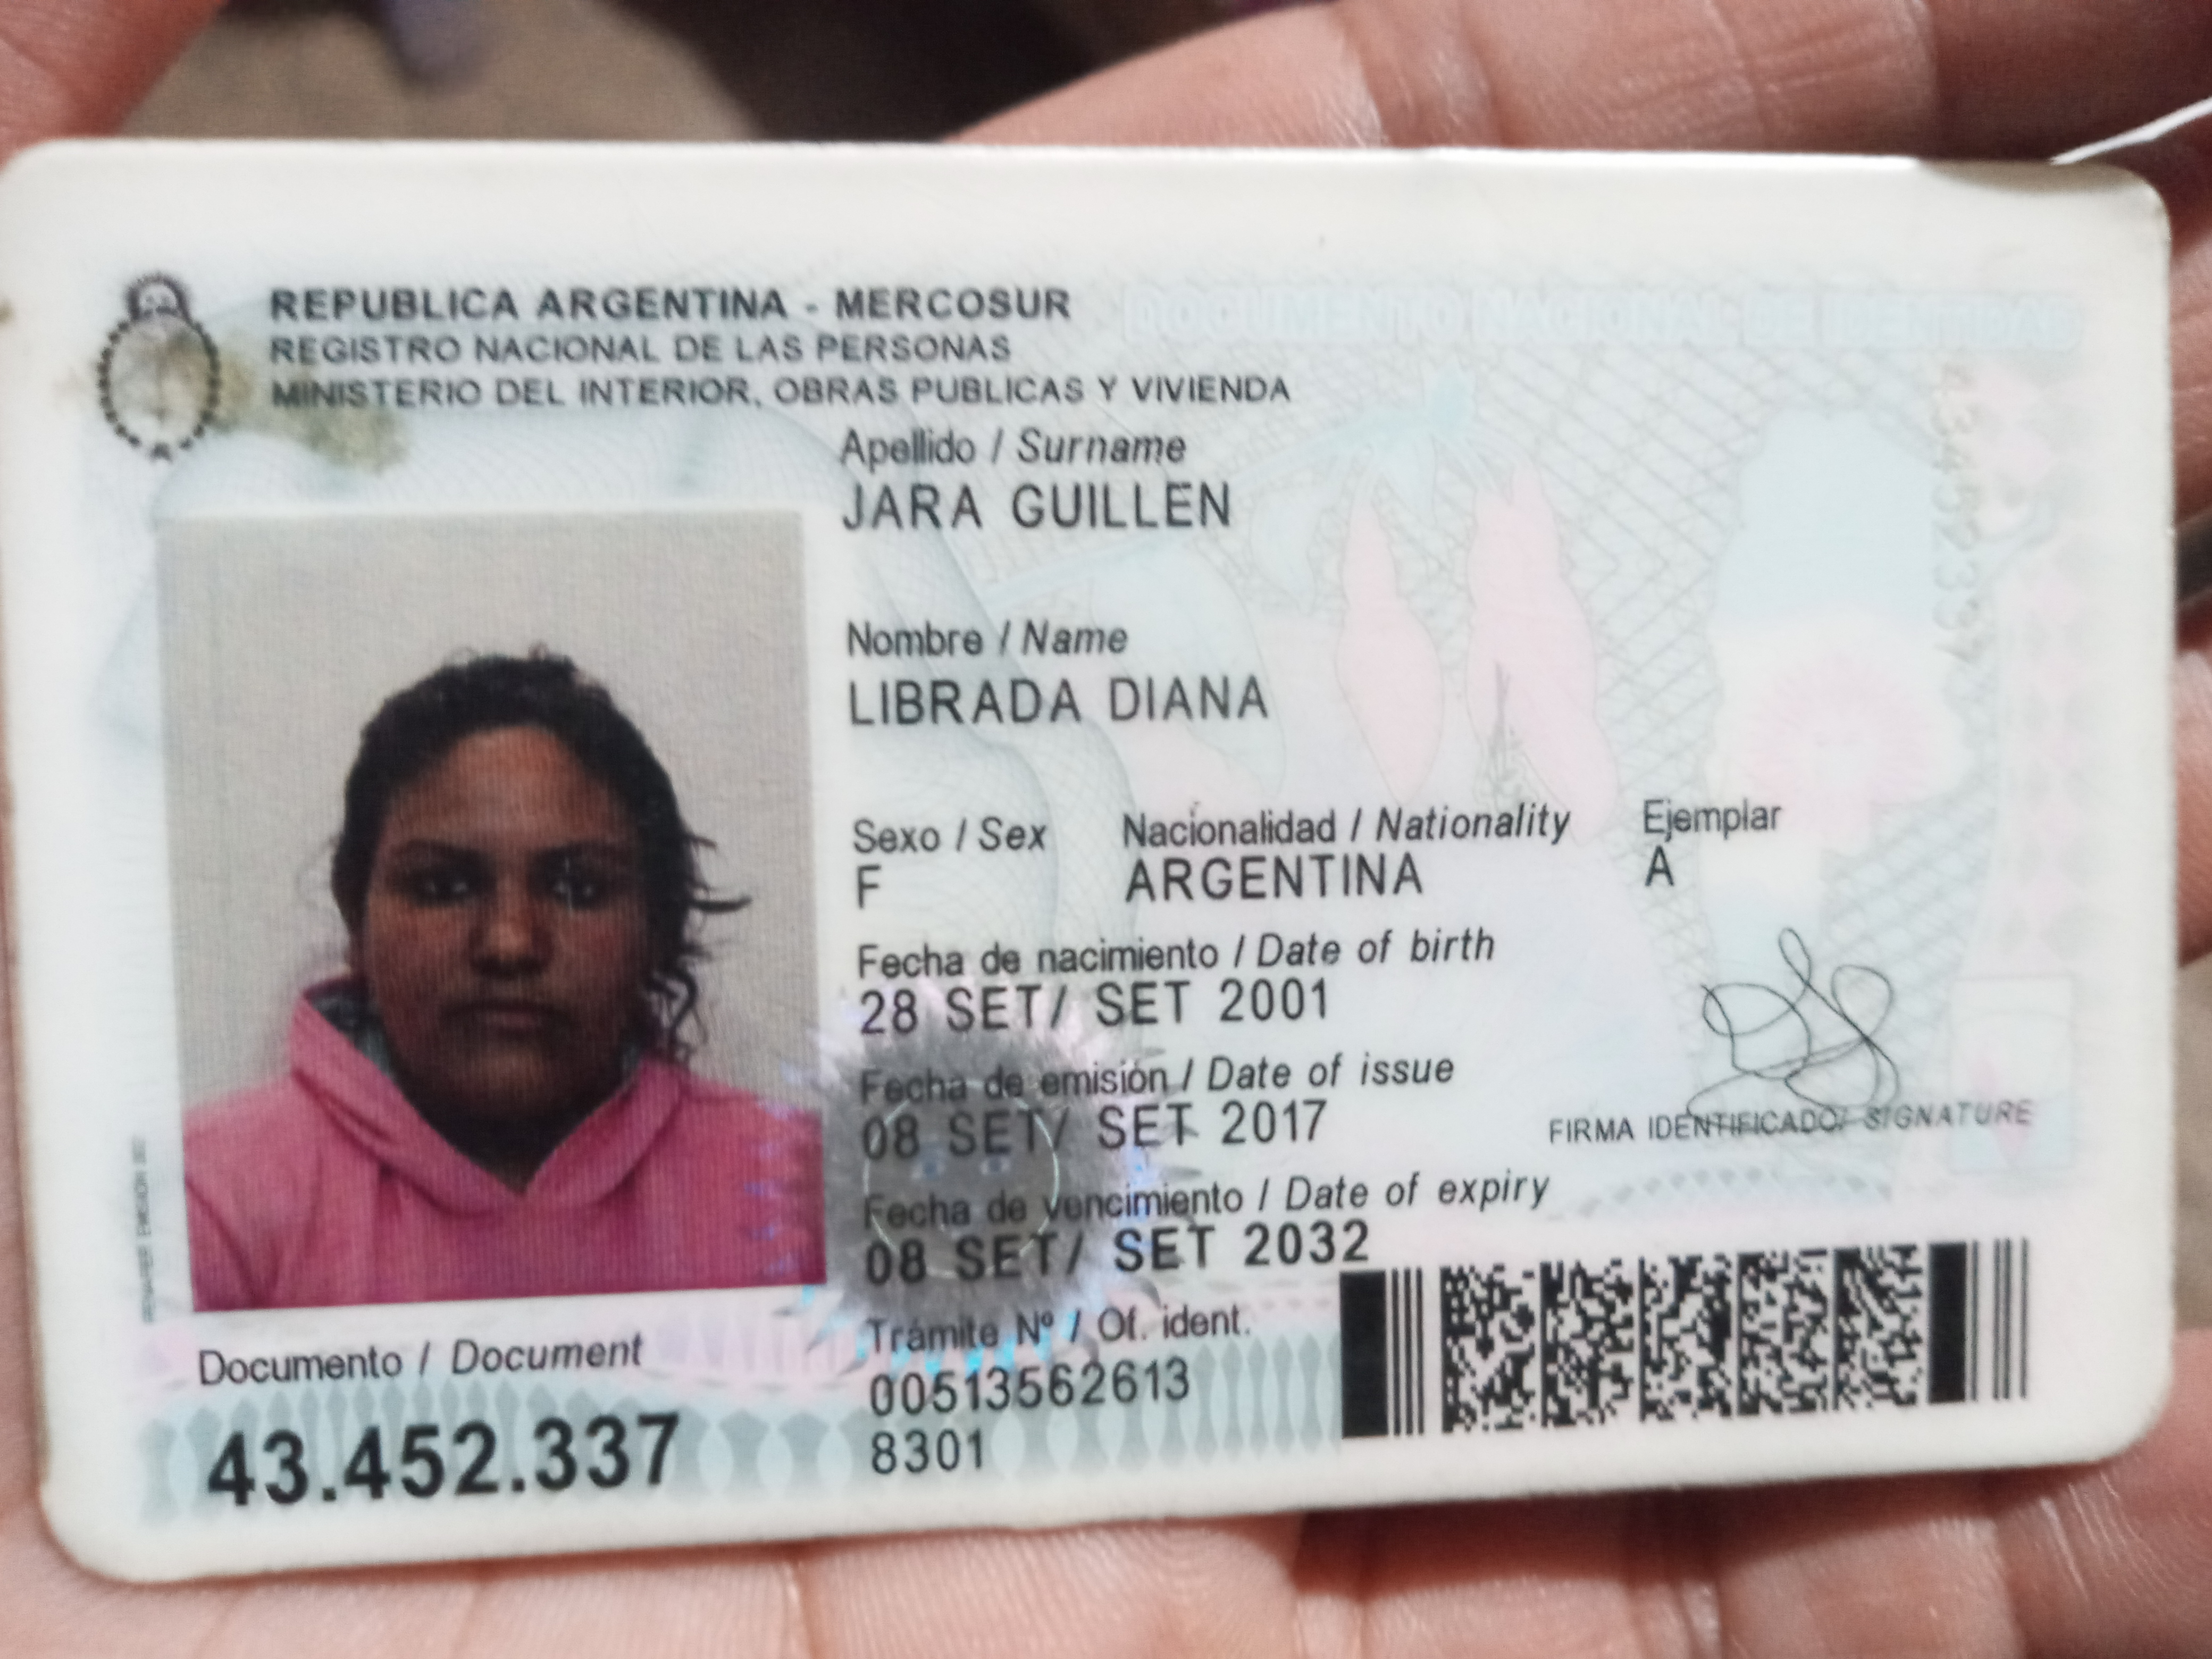 REPUBLICA ARGENTINA - MERCOSUR
REGISTRO NACIONAL DE LAS PERSONAS
MINISTERIO DEL INTERIOR, OBRAS PUBLICAS Y VIVIENDA
DOCUMENTO NACIONAL DE IDENTIDAD
Apellido / Surname
JARA GUILLEN
Nombre / Name
LIBRADA DIANA
Sexo / Sex Nacionalidad / Nationality Ejemplar
F ARGENTINA A
Fecha de nacimiento / Date of birth
28 SET/ SET 2001
Fecha de emisión / Date of issue
08 SET/ SET 2017
FIRMA IDENTIFICADO/ SIGNATURE
Fecha de vencimiento / Date of expiry
08 SET/ SET 2032
Trámite Nº / Of. ident.
00513562613
8301
Documento / Document
43.452.337